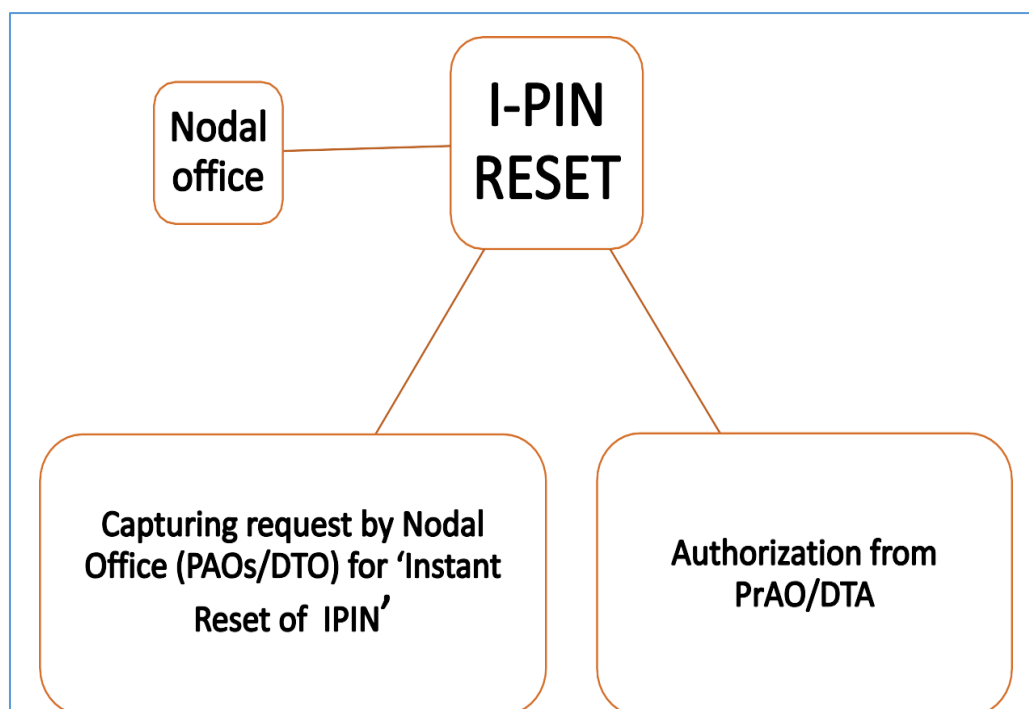 Nodal
office
I-PIN
RESET
Capturing request by Nodal
Office (PAOs/DTO) for ‘Instant
Reset of  IPIN’
Authorization from
PrAO/DTA